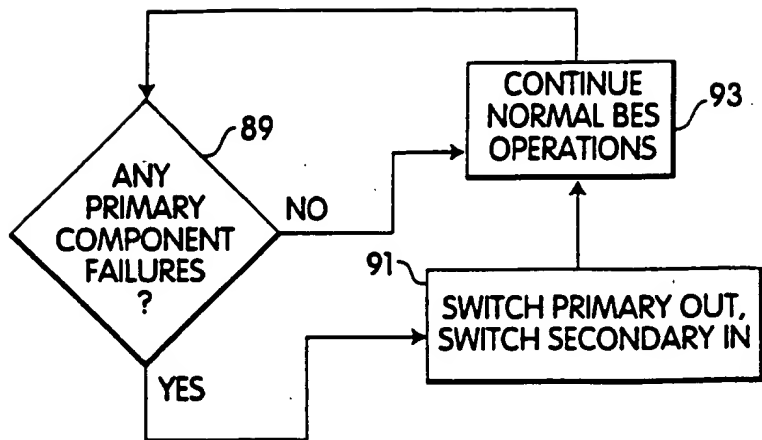 89
ANY
PRIMARY
COMPONENT
FAILURES
?
NO
YES
CONTINUE
NORMAL BES
OPERATIONS
93
91
SWITCH PRIMARY OUT,
SWITCH SECONDARY IN